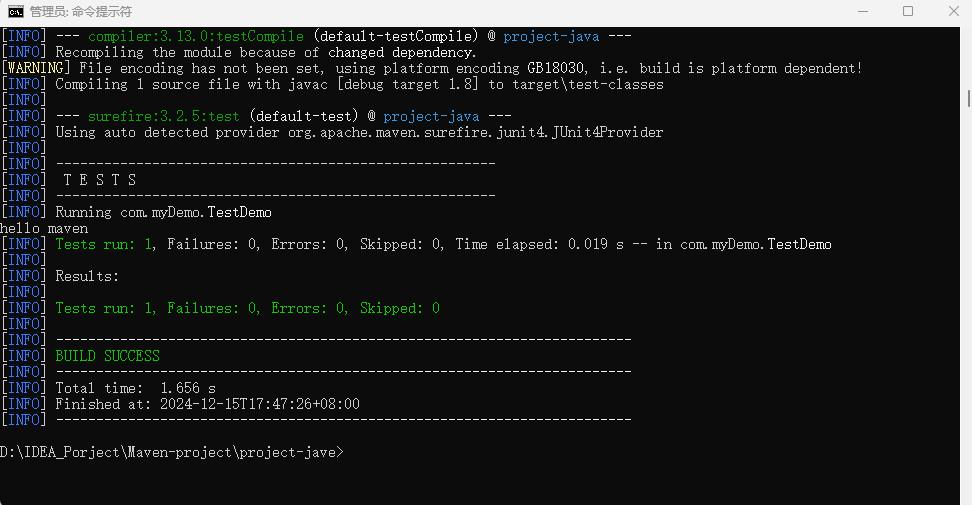 管理员: 命令提示符
[INFO] --- compiler:3.13.0:testCompile (default-testCompile) @ project-java ---
[INFO] Recompiling the module because of changed dependency.
[WARNING] File encoding has not been set, using platform encoding GB18030, i.e. build is platform dependent!
[INFO] Compiling 1 source file with javac [debug target 1.8] to target\test-classes
[INFO]
[INFO] --- surefire:3.2.5:test (default-test) @ project-java ---
[INFO] Using auto detected provider org.apache.maven.surefire.junit4.JUnit4Provider
[INFO]
[INFO] -------------------------------------------------------
[INFO]  T E S T S
[INFO] -------------------------------------------------------
[INFO] Running com.myDemo.TestDemo
hello maven
[INFO] Tests run: 1, Failures: 0, Errors: 0, Skipped: 0, Time elapsed: 0.019 s -- in com.myDemo.TestDemo
[INFO]
[INFO] Results:
[INFO]
[INFO] Tests run: 1, Failures: 0, Errors: 0, Skipped: 0
[INFO]
[INFO] ------------------------------------------------------------------------
[INFO] BUILD SUCCESS
[INFO] ------------------------------------------------------------------------
[INFO] Total time:  1.656 s
[INFO] Finished at: 2024-12-15T17:47:26+08:00
[INFO] ------------------------------------------------------------------------
D:\IDEA_Porject\Maven-project\project-jave>